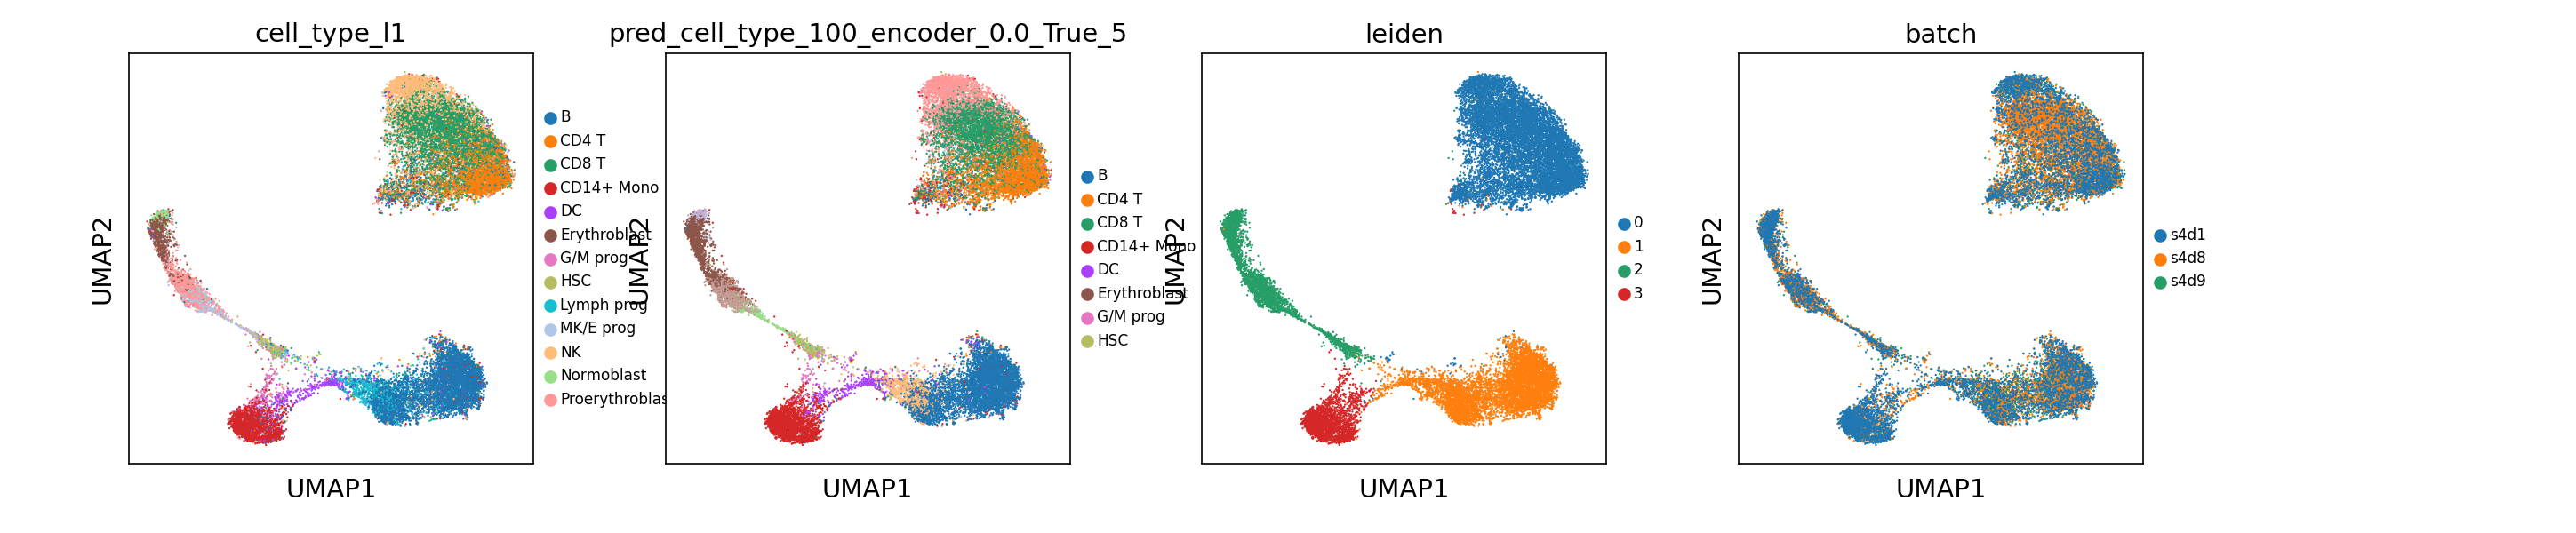 cell_type_l1
UMAP2
UMAP1
B
CD4 T
CD8 T
CD14+ Mono
DC
Erythroblast
G/M prog
HSC
Lymph prog
MK/E prog
NK
Normoblast
Proerythroblas
pred_cell_type_100_encoder_0.0_True_5
UMAP2
UMAP1
B
CD4 T
CD8 T
CD14+ Mono
DC
Erythroblast
G/M prog
HSC
leiden
UMAP2
UMAP1
0
1
2
3
batch
UMAP2
UMAP1
s4d1
s4d8
s4d9